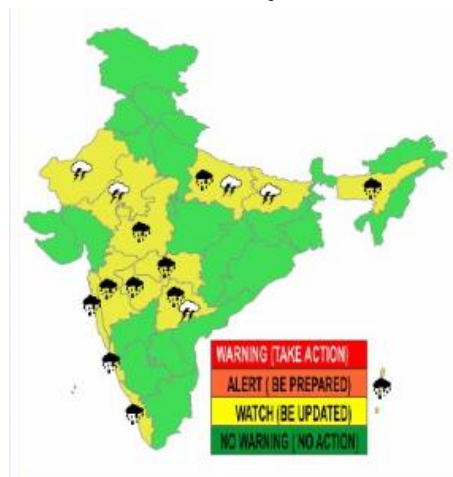 WARNING (TAKE ACTION)
ALERT ( BE PREPARED)
WATCH (BE UPDATED)
NO WARNING ( NO ACTION)